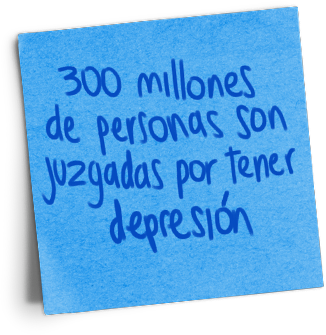 300 millones
de personas son
juzgadas por tener
depresión